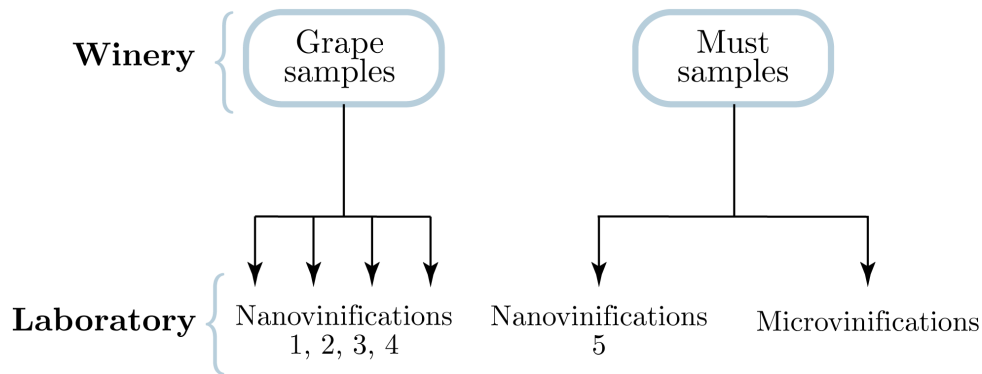 Winery
Grape
samples
Must
samples
Laboratory
Nanovinifications
1, 2, 3, 4
Nanovinifications
5
Microvinifications